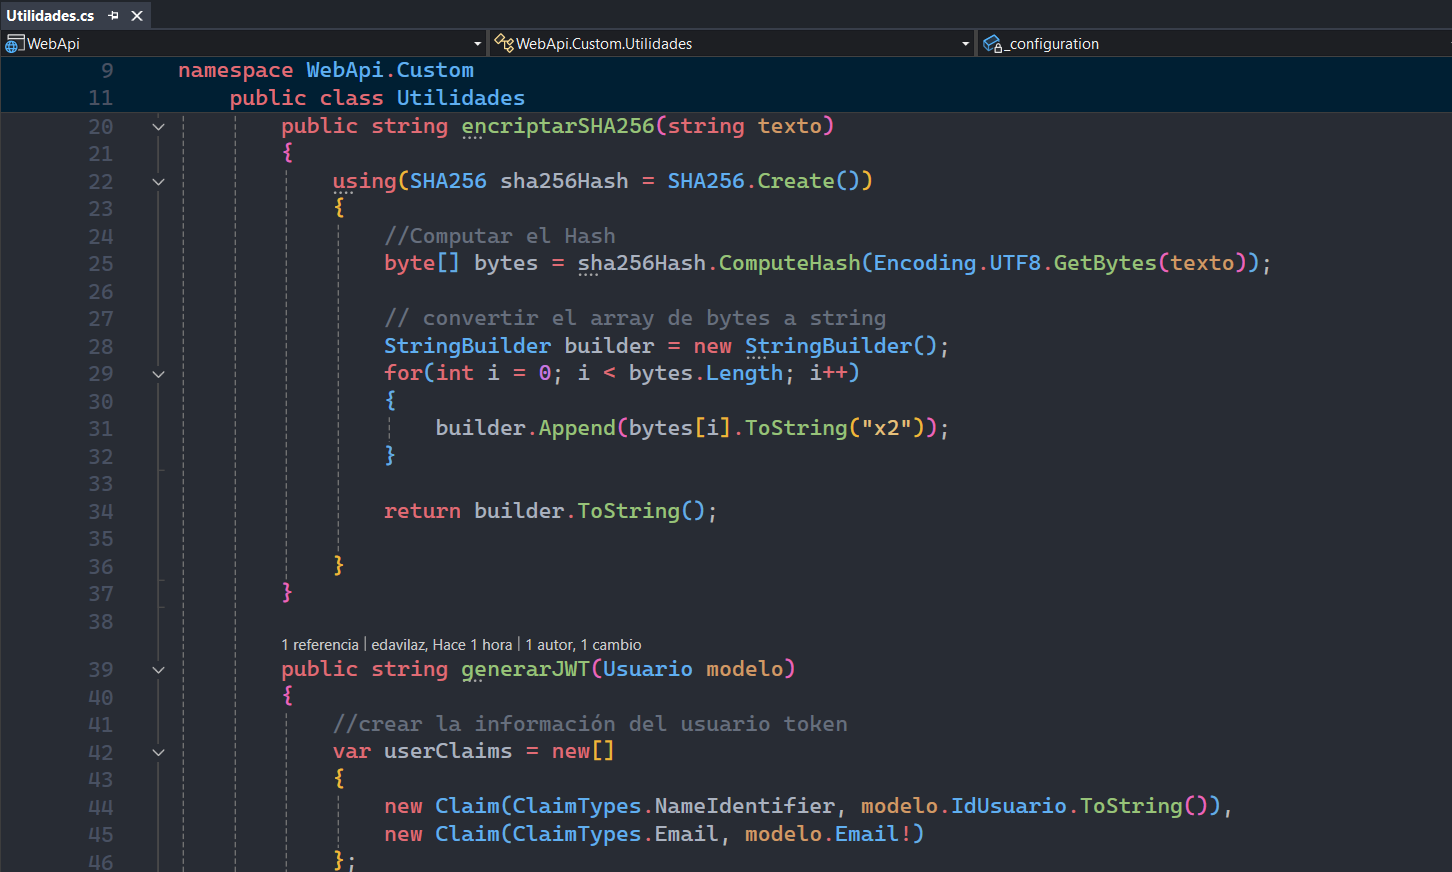 Utilidades.cs
WebApi WebApi.Custom.Utilidades _configuration
9 namespace WebApi.Custom
11 public class Utilidades
20 public string encriptarSHA256(string texto)
21 {
22 using(SHA256 sha256Hash = SHA256.Create())
23 {
24 //Computar el Hash
25 byte[] bytes = sha256Hash.ComputeHash(Encoding.UTF8.GetBytes(texto));
26
27 // convertir el array de bytes a string
28 StringBuilder builder = new StringBuilder();
29 for(int i = 0; i < bytes.Length; i++)
30 {
31 builder.Append(bytes[i].ToString("x2"));
32 }
33
34 return builder.ToString();
35
36 }
37 }
38
1 referencia | edavilaz, Hace 1 hora | 1 autor, 1 cambio
39 public string generarJWT(Usuario modelo)
40 {
41 //crear la información del usuario token
42 var userClaims = new[]
43 {
44 new Claim(ClaimTypes.NameIdentifier, modelo.IdUsuario.ToString()),
45 new Claim(ClaimTypes.Email, modelo.Email!)
46 };